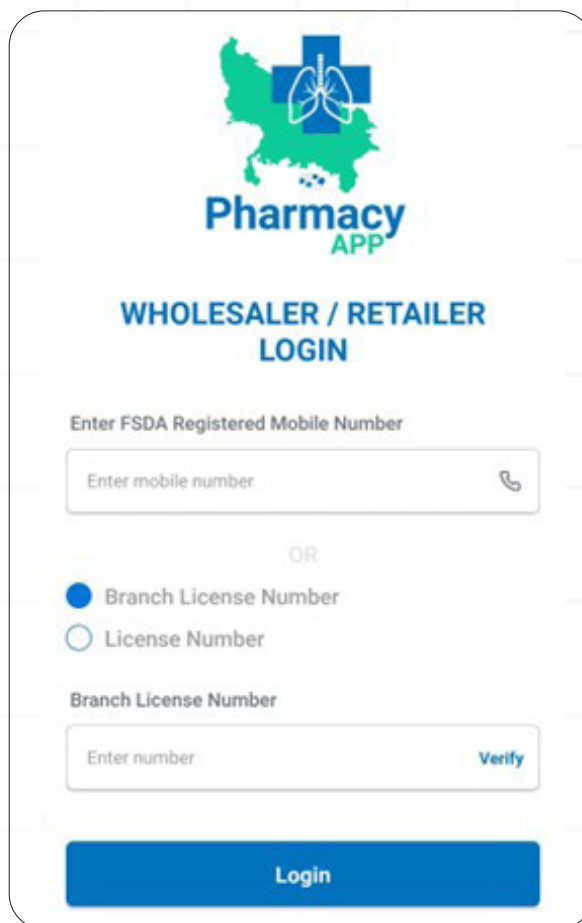 Pharmacy
APP
WHOLESALER / RETAILER
LOGIN
Enter FSDA Registered Mobile Number
Enter mobile number
OR
Branch License Number
License Number
Branch License Number
Enter number Verify
Login